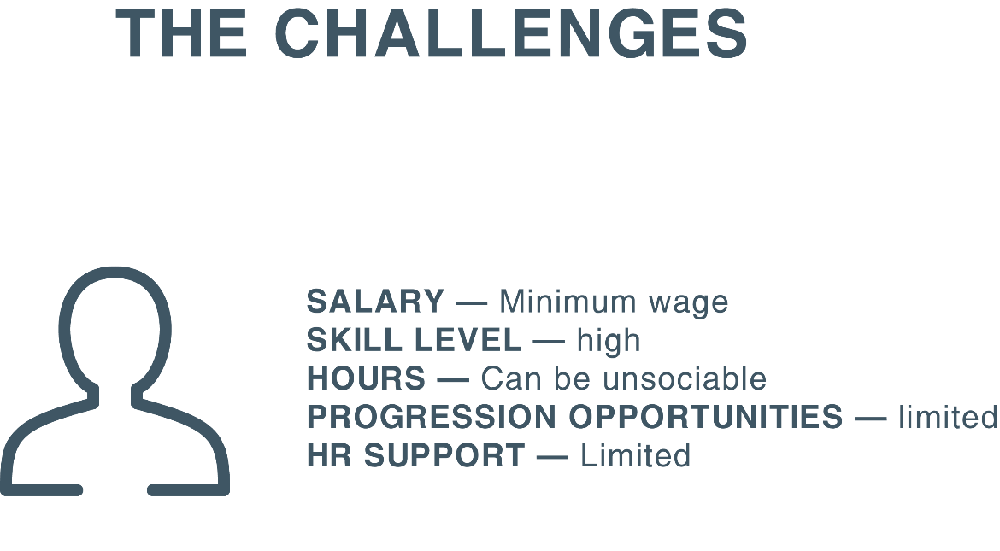 THE CHALLENGES
SALARY — Minimum wage
SKILL LEVEL — high
HOURS — Can be unsociable
PROGRESSION OPPORTUNITIES — limited
HR SUPPORT — Limited